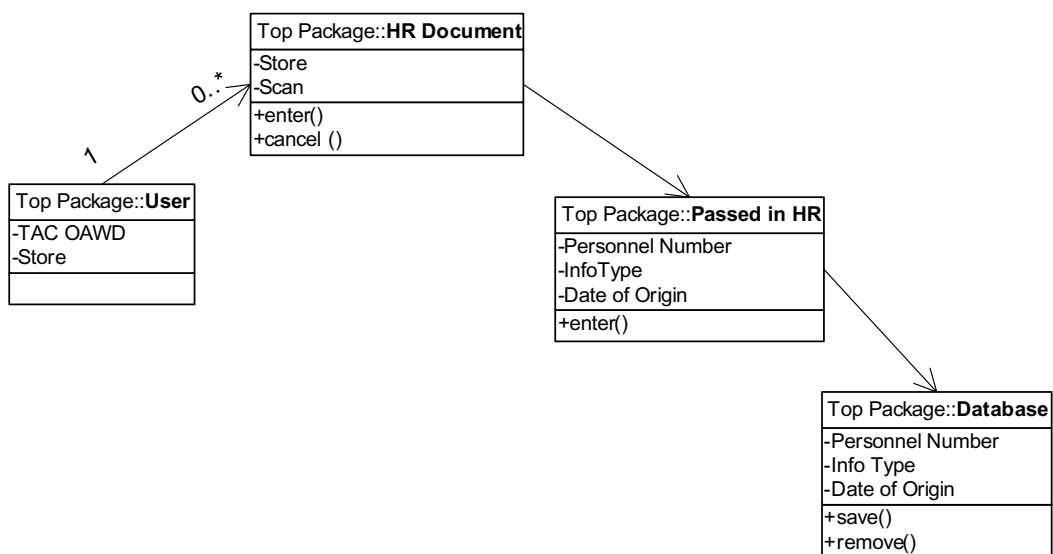 Top Package::HR Document
-Store
-Scan
+enter()
+cancel ()
0..*
1
Top Package::User
-TAC OAWD
-Store
Top Package::Passed in HR
-Personnel Number
-InfoType
-Date of Origin
+enter()
Top Package::Database
-Personnel Number
-Info Type
-Date of Origin
+save()
+remove()